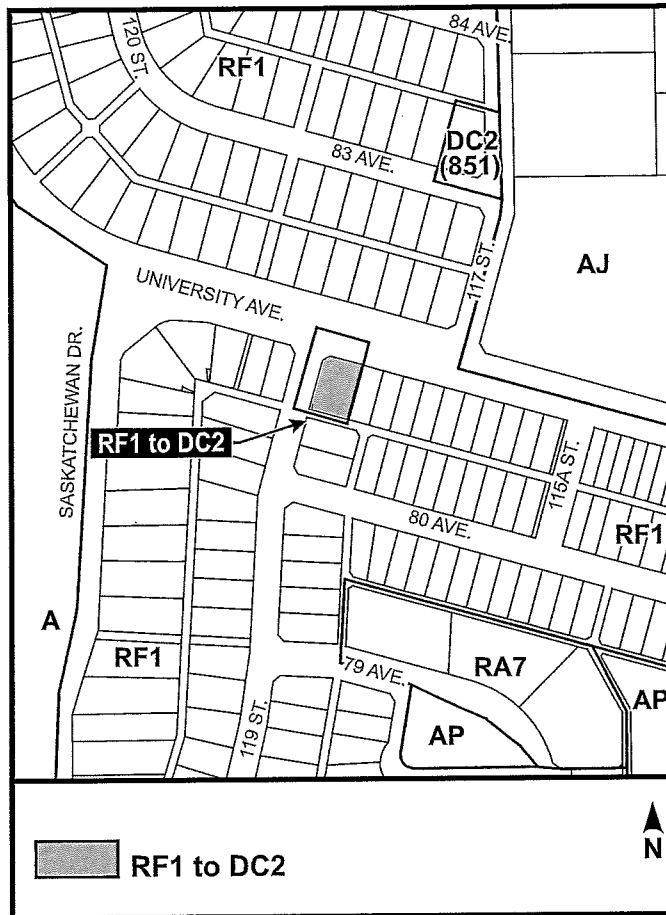 84 AVE.
120 ST.
RF1
DC2
(851)
83 AVE.
117 ST.
AJ
UNIVERSITY AVE.
SASKATCHEWAN DR.
RF1 to DC2
115A ST.
80 AVE.
RF1
A
RF1
79 AVE.
RA7
AP
119 ST.
AP
RF1 to DC2
N